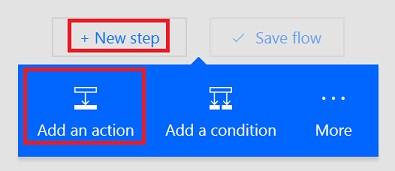 + New step
✓ Save flow
Add an action
Add a condition
... More